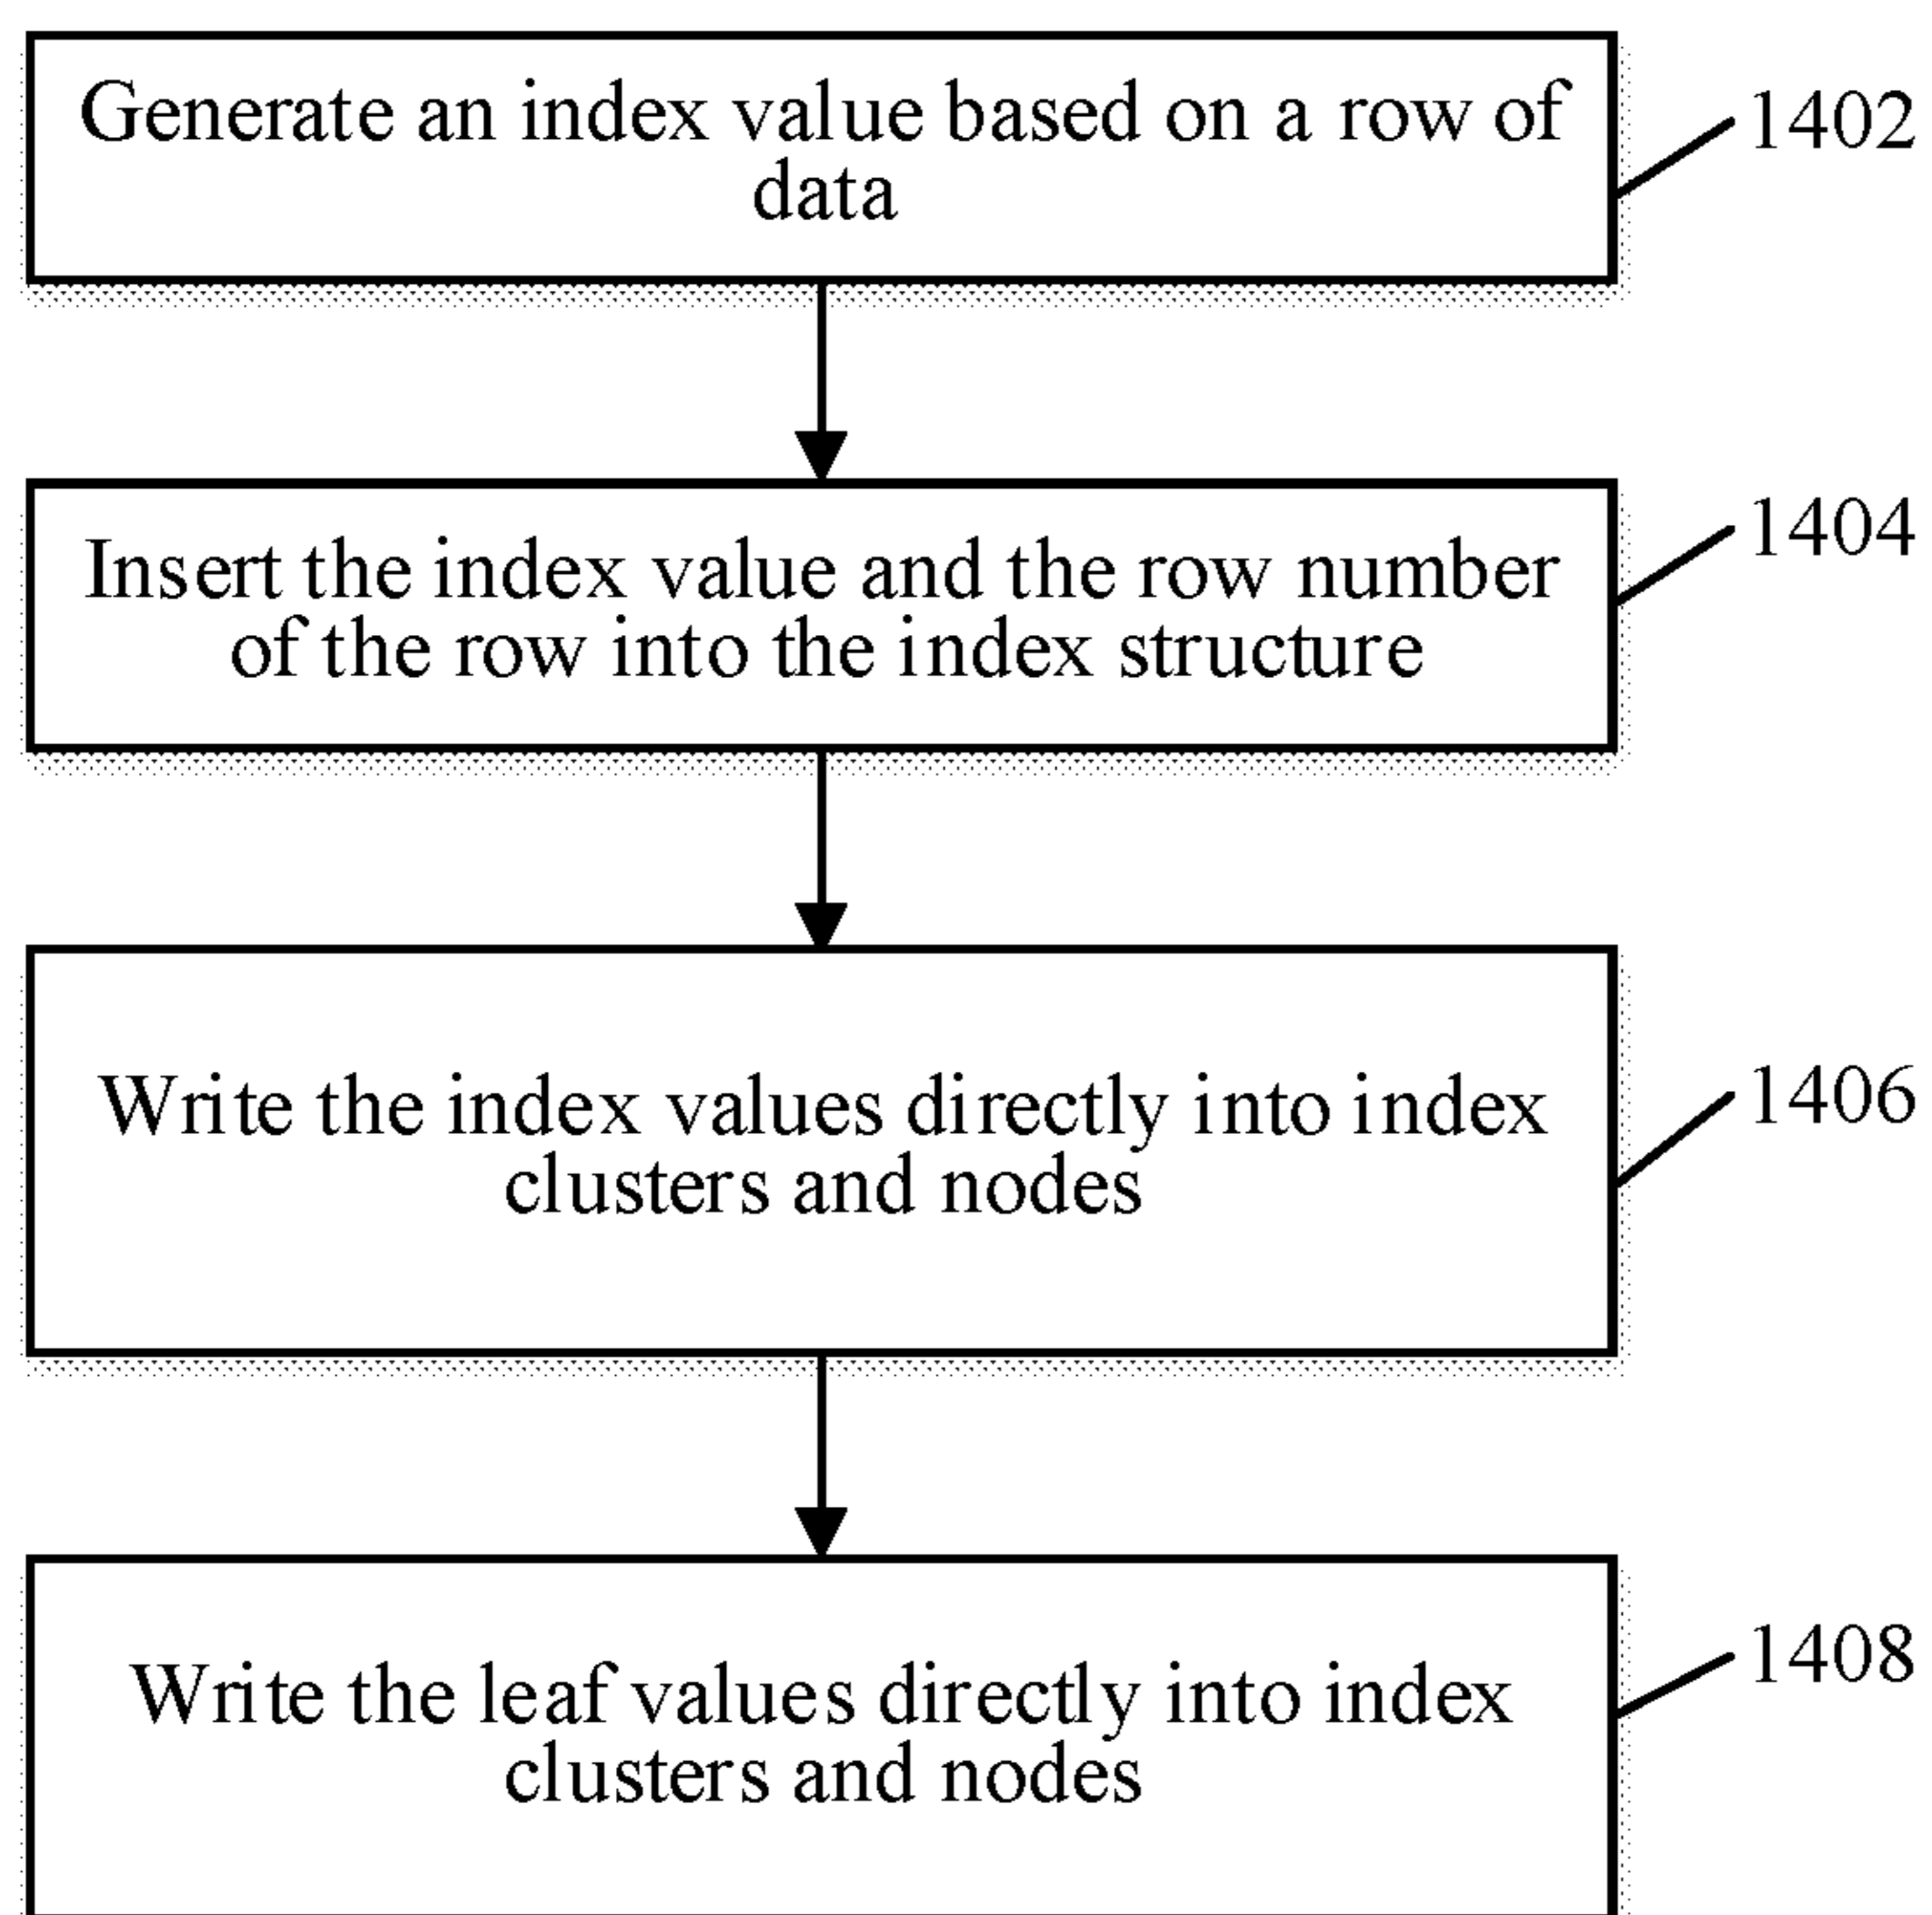 Generate an index value based on a row of
data
1402
Insert the index value and the row number
of the row into the index structure
1404
Write the index values directly into index
clusters and nodes
1406
Write the leaf values directly into index
clusters and nodes
1408